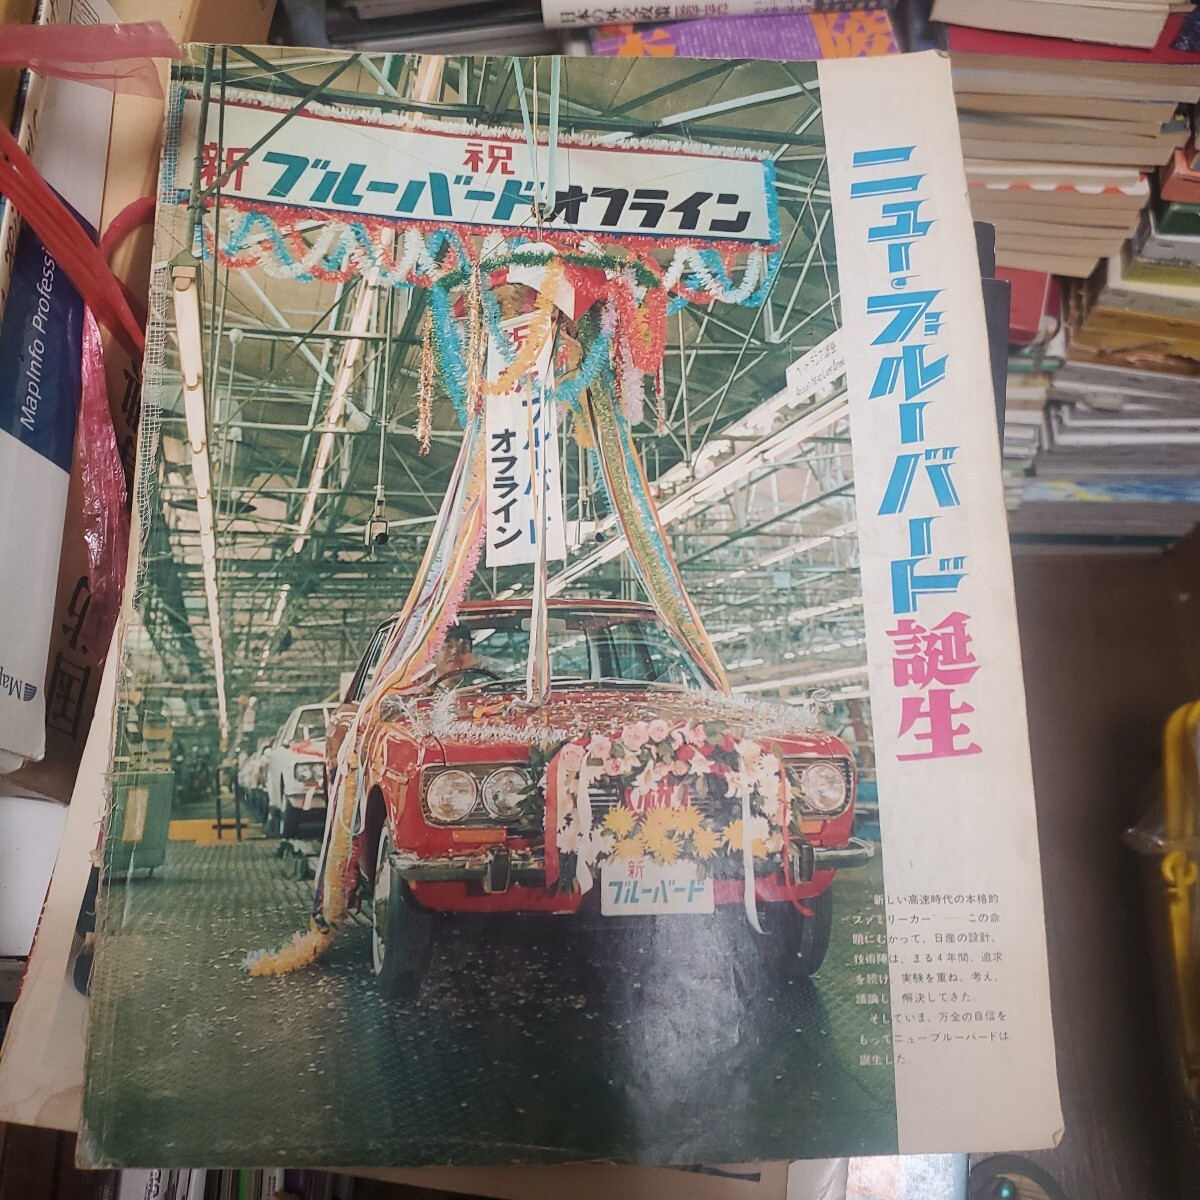 祝
新ブルーバードオフライン
ブルーバード
オフライン
ニュー・ブルーバード誕生
新
ブルーバード
"新しい高速時代の本格的
ファミリーカー"――この命
題にむかって、日産の設計、
技術陣は、まる4年間、追求
を続け、実験を重ね、考え、
議論し、解決してきた。
そしていま、万全の自信を
もってニューブルーバードは
誕生した。
MapInfo Professi
Map